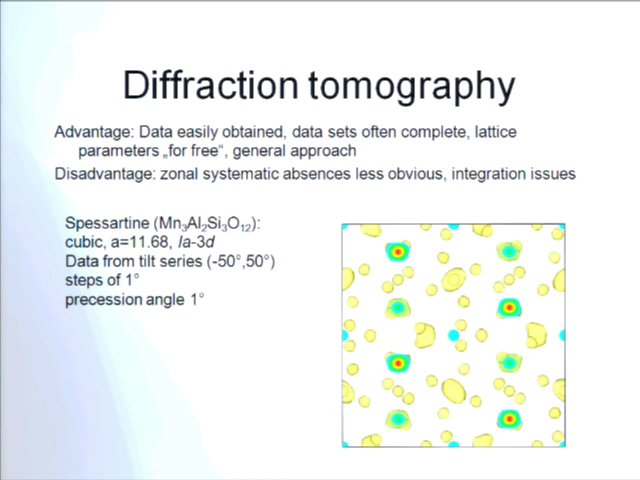 Diffraction tomography
Advantage: Data easily obtained, data sets often complete, lattice
parameters „for free“, general approach
Disadvantage: zonal systematic absences less obvious, integration issues
Spessartine (Mn₃Al₂Si₃O₁₂):
cubic, a=11.68, Ia-3d
Data from tilt series (-50°,50°)
steps of 1°
precession angle 1°